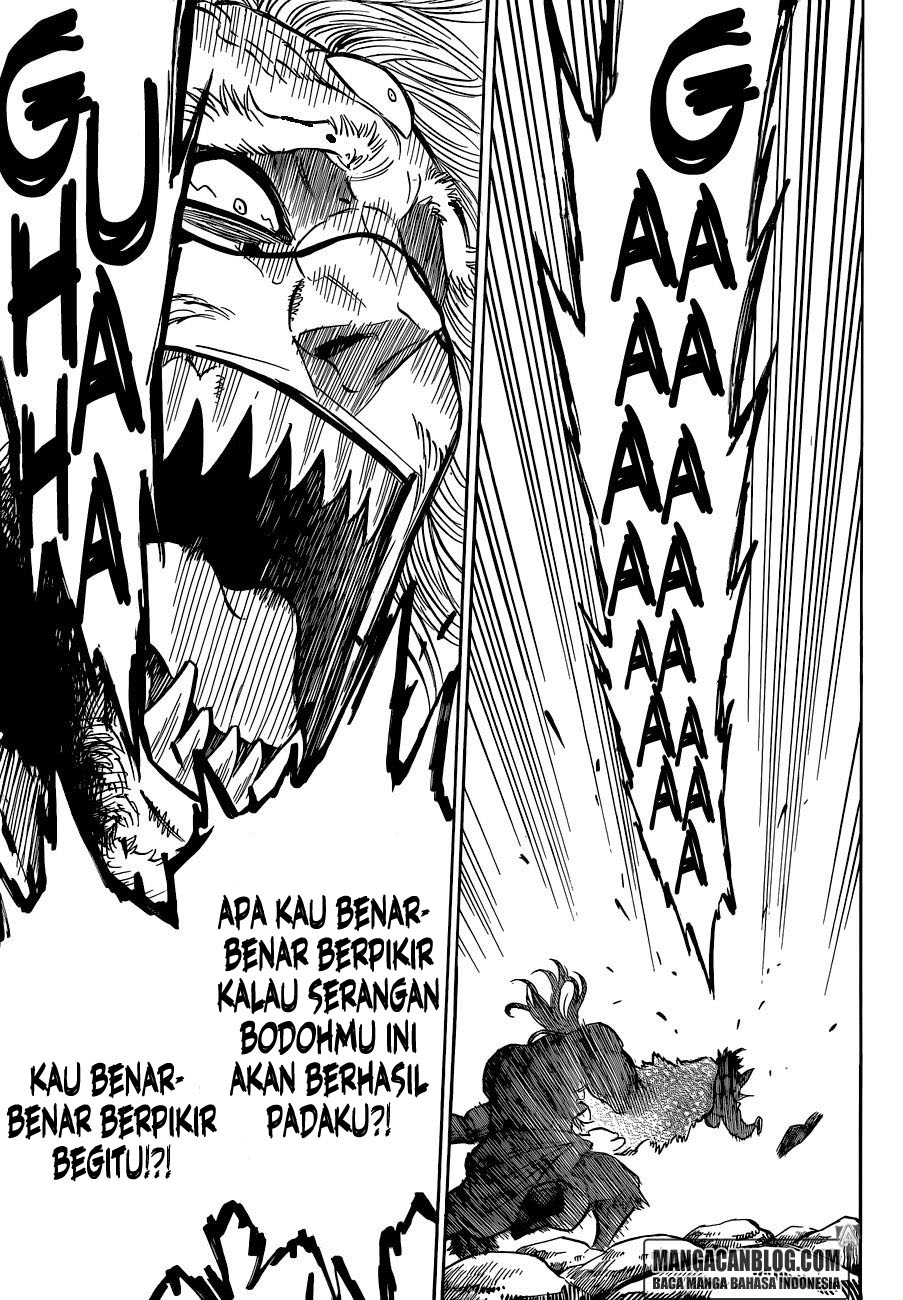 GAAAAAAAAAAAAAAA
GUHAHAHA
APA KAU BENAR-
BENAR BERPIKIR
KALAU SERANGAN
BODOHMU INI
AKAN BERHASIL
PADAKU?!
KAU BENAR-
BENAR BERPIKIR
BEGITU!?!
MANGACANBLOG.COM
BACA MANGA BAHASA INDONESIA